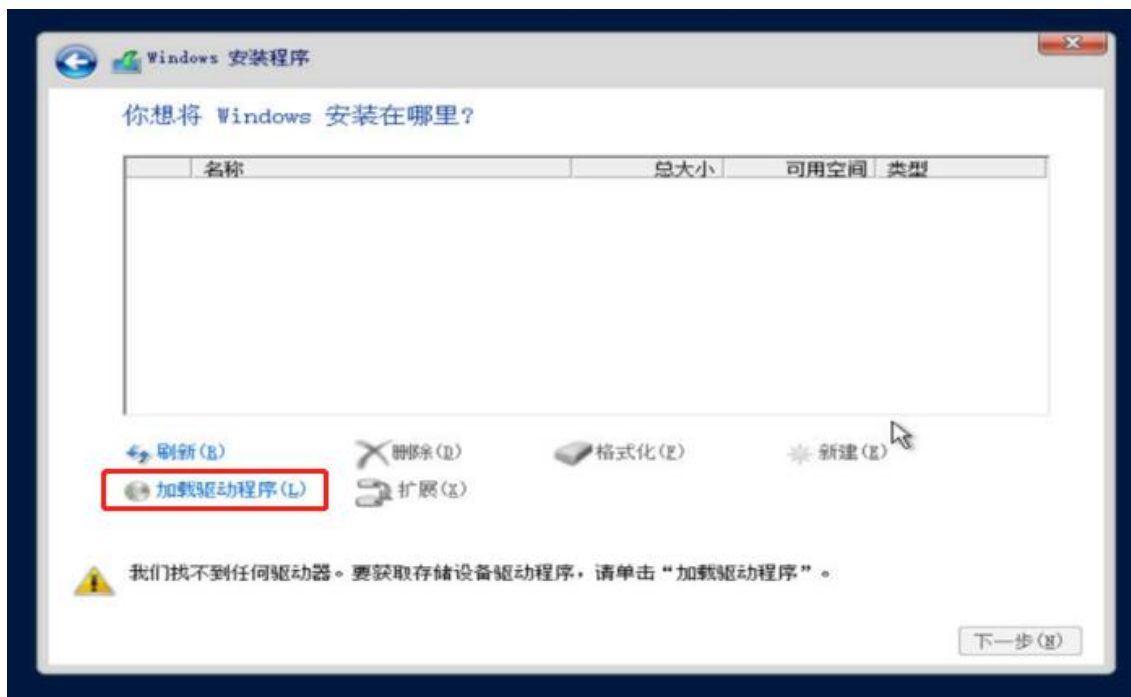 Windows 安装程序
你想将 Windows 安装在哪里?
名称 总大小 可用空间 类型
刷新(R) 删除(D) 格式化(F) 新建(E)
加载驱动程序(L) 扩展(X)
我们找不到任何驱动器。要获取存储设备驱动程序，请单击“加载驱动程序”。
下一步(N)